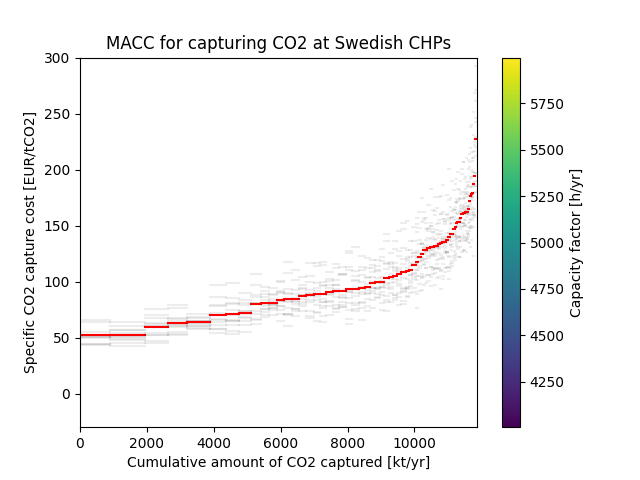 MACC for capturing CO2 at Swedish CHPs
300
250
200
150
100
50
0
Specific CO2 capture cost [EUR/tCO2]
0 2000 4000 6000 8000 10000
Cumulative amount of CO2 captured [kt/yr]
5750
5500
5250
5000
4750
4500
4250
Capacity factor [h/yr]